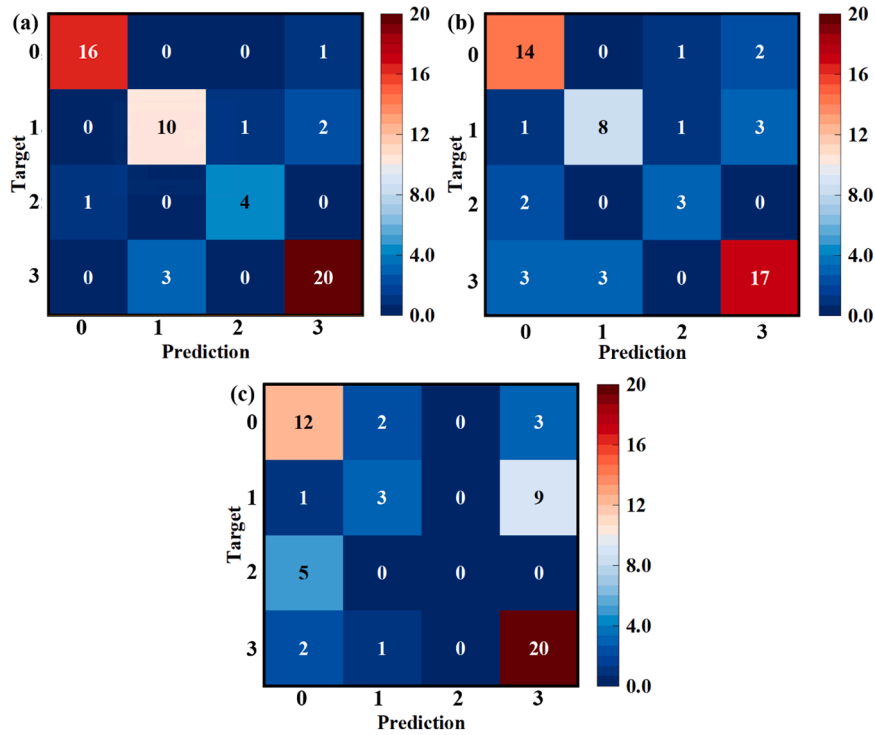 (a)
0 16 0 0 1
1 0 10 1 2
2 1 0 4 0
3 0 3 0 20
0 1 2 3
Prediction
Target
20
16
12
8.0
4.0
0.0
(b)
0 14 0 1 2
1 1 8 1 3
2 2 0 3 0
3 3 3 0 17
0 1 2 3
Prediction
Target
20
16
12
8.0
4.0
0.0
(c)
0 12 2 0 3
1 1 3 0 9
2 5 0 0 0
3 2 1 0 20
0 1 2 3
Prediction
Target
20
16
12
8.0
4.0
0.0